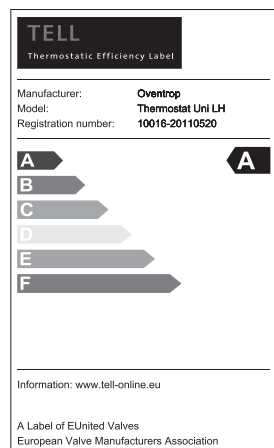 TELL
Thermostatic Efficiency Label
Manufacturer: Oventrop
Model: Thermostat Uni LH
Registration number: 10016-20110520
A A
B
C
D
E
F
Information: www.tell-online.eu
A Label of EUnited Valves
European Valve Manufacturers Association